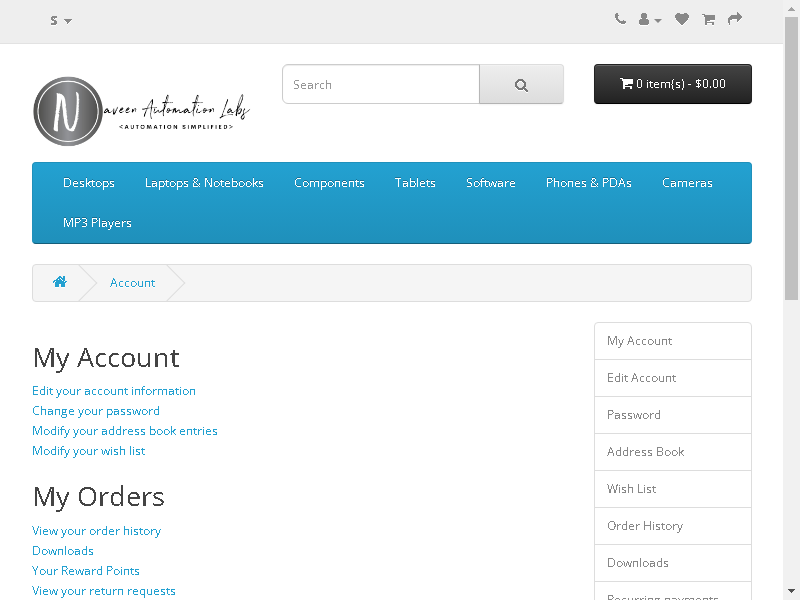 $
Naveen Automation Labs
<AUTOMATION SIMPLIFIED>
Search
0 item(s) - $0.00
Desktops
Laptops & Notebooks
Components
Tablets
Software
Phones & PDAs
Cameras
MP3 Players
Account
My Account
Edit your account information
Change your password
Modify your address book entries
Modify your wish list
My Orders
View your order history
Downloads
Your Reward Points
View your return requests
My Account
Edit Account
Password
Address Book
Wish List
Order History
Downloads
Recurring payments